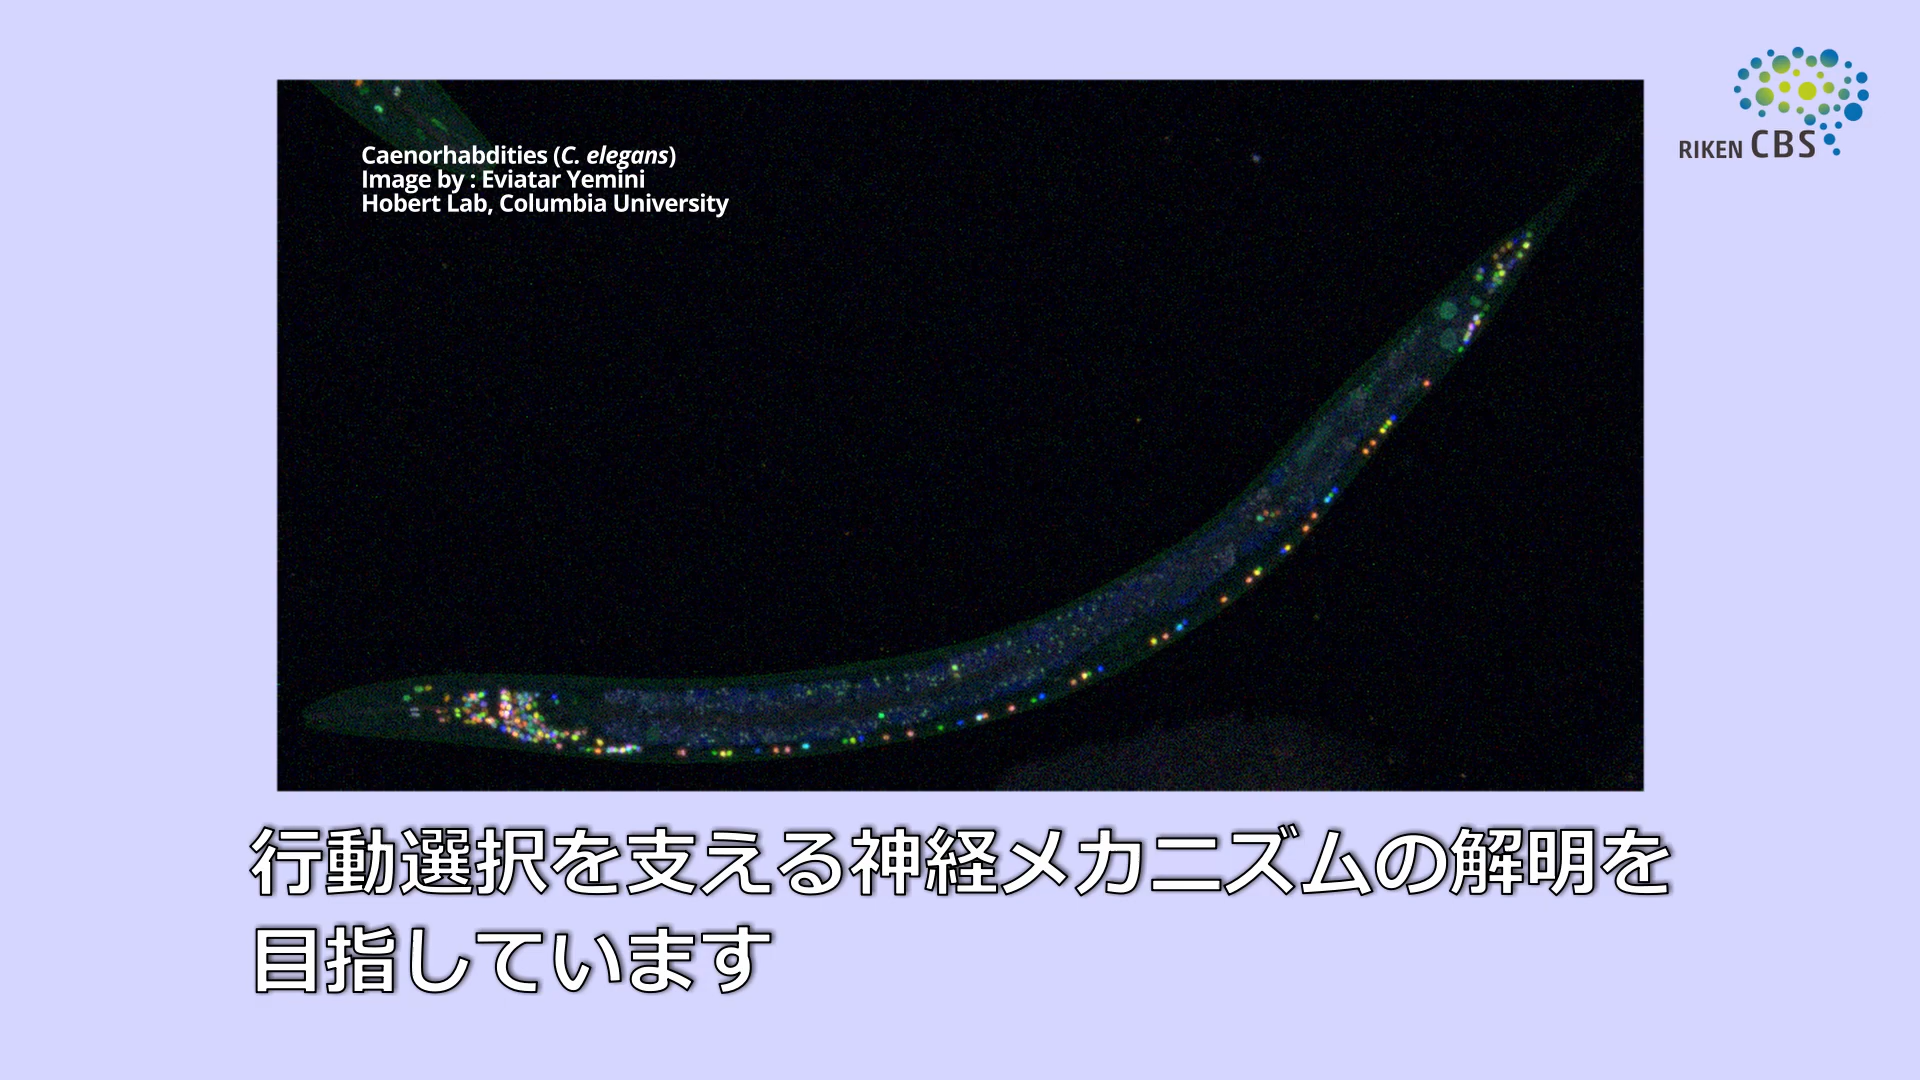 RIKEN CBS
Caenorhabdities (C. elegans)
Image by : Eviatar Yemini
Hobert Lab, Columbia University
行動選択を支える神経メカニズムの解明を
目指しています